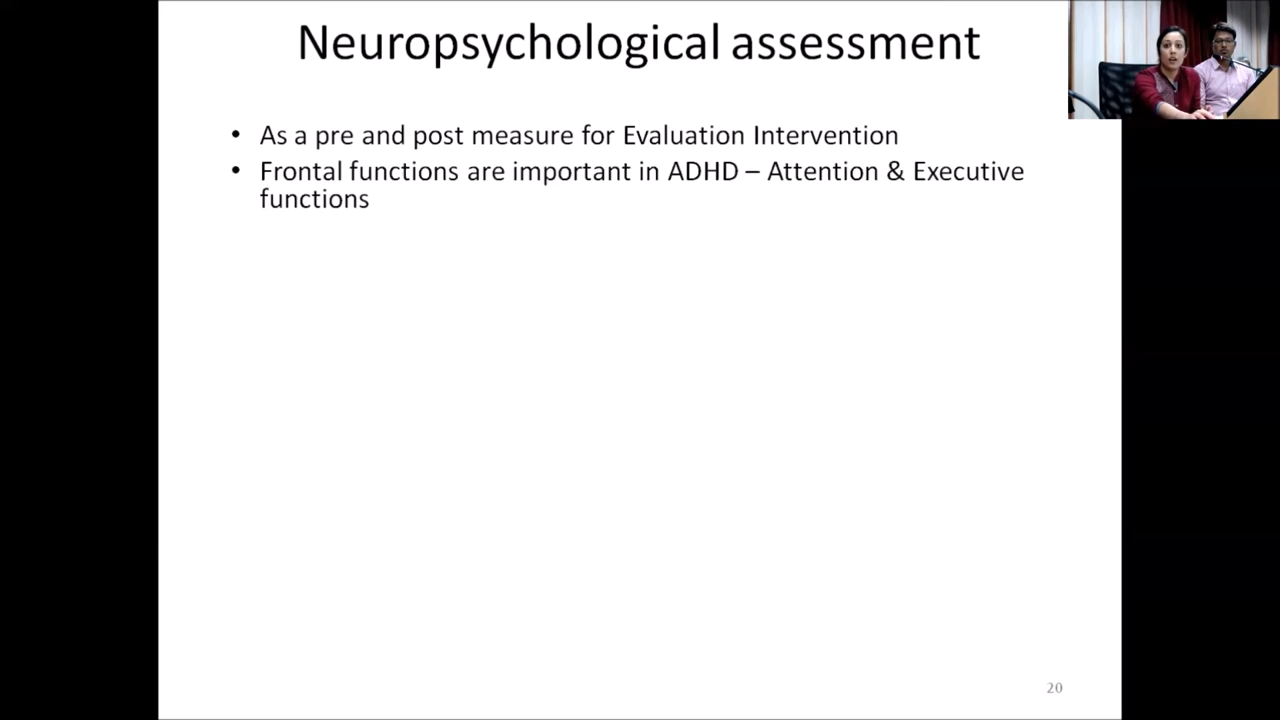 Neuropsychological assessment
• As a pre and post measure for Evaluation Intervention
• Frontal functions are important in ADHD – Attention & Executive
functions
20